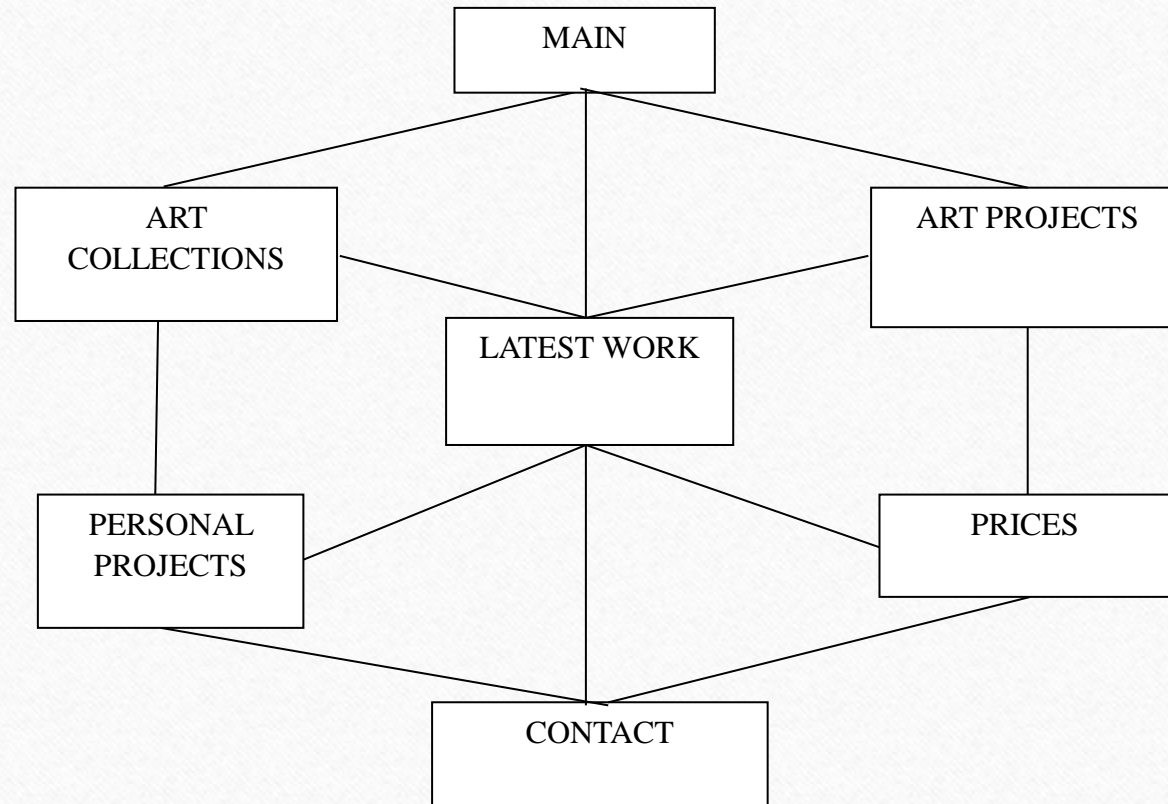 MAIN
ART
COLLECTIONS
ART PROJECTS
LATEST WORK
PERSONAL
PROJECTS
PRICES
CONTACT